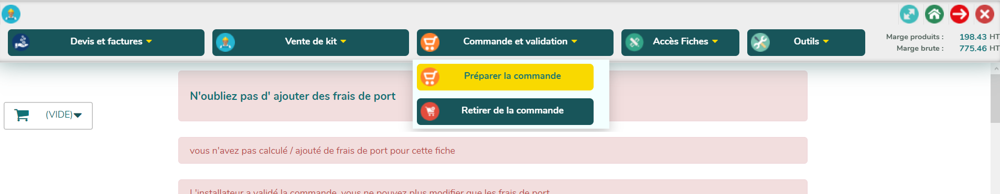 Devis et factures
Vente de kit
Commande et validation
Accès Fiches
Outils
Marge produits : 198.43 HT
Marge brute : 775.46 HT
Préparer la commande
Retirer de la commande
N'oubliez pas d' ajouter des frais de port
(VIDE)
vous n'avez pas calculé / ajouté de frais de port pour cette fiche
L'installateur a validé la commande, vous ne pouvez plus modifier que les frais de port